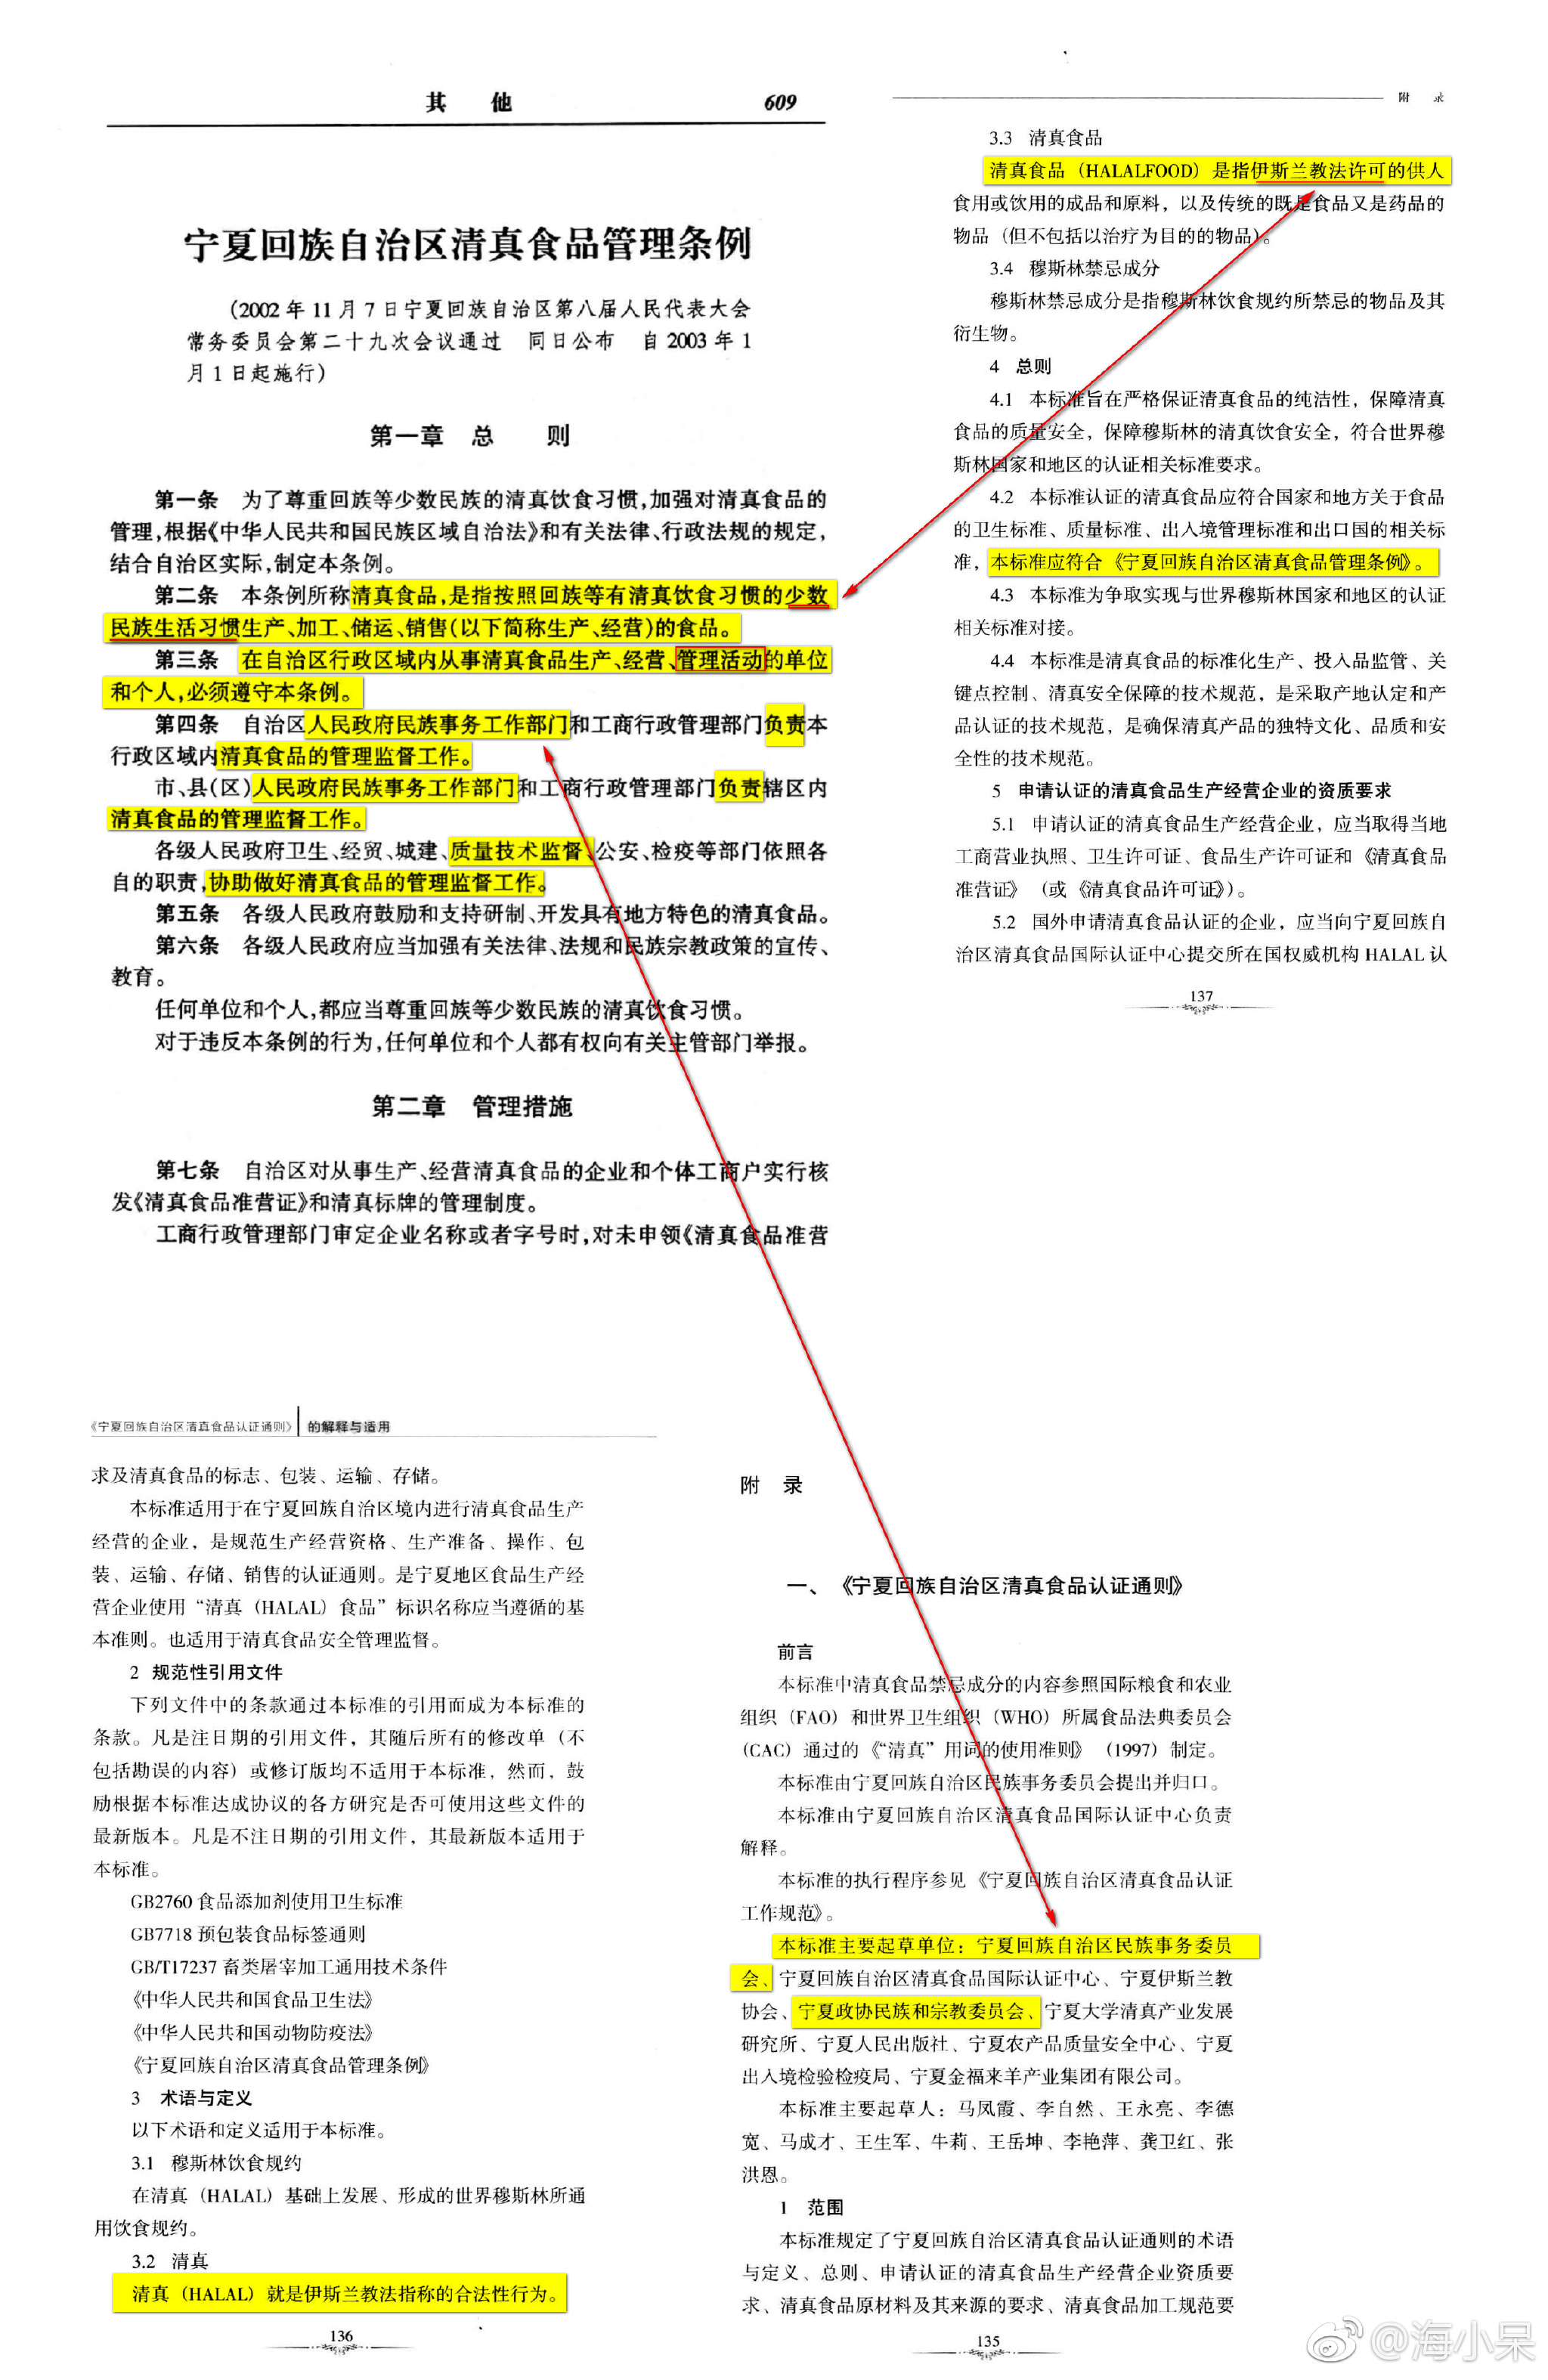 其 他 609
宁夏回族自治区清真食品管理条例
(2002年11月7日宁夏回族自治区第八届人民代表大会
常务委员会第二十九次会议通过 同日公布 自2003年1
月1日起施行)
第一章 总 则
第一条 为了尊重回族等少数民族的清真饮食习惯,加强对清真食品的
管理,根据《中华人民共和国民族区域自治法》和有关法律、行政法规的规定,
结合自治区实际,制定本条例。
第二条 本条例所称清真食品,是指按照回族等有清真饮食习惯的少数
民族生活习惯生产、加工、储运、销售(以下简称生产、经营)的食品。
第三条 在自治区行政区域内从事清真食品生产、经营、管理活动的单位
和个人,必须遵守本条例。
第四条 自治区人民政府民族事务工作部门和工商行政管理部门负责本
行政区域内清真食品的管理监督工作。
市、县(区)人民政府民族事务工作部门和工商行政管理部门负责辖区内
清真食品的管理监督工作。
各级人民政府卫生、经贸、城建、质量技术监督、公安、检疫等部门依照各
自的职责,协助做好清真食品的管理监督工作。
第五条 各级人民政府鼓励和支持研制、开发具有地方特色的清真食品。
第六条 各级人民政府应当加强有关法律、法规和民族宗教政策的宣传、
教育。
任何单位和个人,都应当尊重回族等少数民族的清真饮食习惯。
对于违反本条例的行为,任何单位和个人都有权向有关主管部门举报。
第二章 管理措施
第七条 自治区对从事生产、经营清真食品的企业和个体工商户实行核
发《清真食品准营证》和清真标牌的管理制度。
工商行政管理部门审定企业名称或者字号时,对未申领《清真食品准营
附 录
3.3 清真食品
清真食品(HALALFOOD)是指伊斯兰教法许可的供人
食用或饮用的成品和原料,以及传统的既是食品又是药品的
物品(但不包括以治疗为目的的物品)。
3.4 穆斯林禁忌成分
穆斯林禁忌成分是指穆斯林饮食规约所禁忌的物品及其
衍生物。
4 总则
4.1 本标准旨在严格保证清真食品的纯洁性,保障清真
食品的质量安全,保障穆斯林的清真饮食安全,符合世界穆
斯林国家和地区的认证相关标准要求。
4.2 本标准认证的清真食品应符合国家和地方关于食品
的卫生标准、质量标准、出入境管理标准和出口国的相关标
准,本标准应符合《宁夏回族自治区清真食品管理条例》。
4.3 本标准为争取实现与世界穆斯林国家和地区的认证
相关标准对接。
4.4 本标准是清真食品的标准化生产、投入品监管、关
键点控制、清真安全保障的技术规范,是采取产地认定和产
品认证的技术规范,是确保清真产品的独特文化、品质和安
全性的技术规范。
5 申请认证的清真食品生产经营企业的资质要求
5.1 申请认证的清真食品生产经营企业,应当取得当地
工商营业执照、卫生许可证、食品生产许可证和《清真食品
准营证》(或《清真食品许可证》)。
5.2 国外申请清真食品认证的企业,应当向宁夏回族自
治区清真食品国际认证中心提交所在国权威机构HALAL认
137
《宁夏回族自治区清真食品认证通则》 的解释与适用
求及清真食品的标志、包装、运输、存储。
本标准适用于在宁夏回族自治区境内进行清真食品生产
经营的企业,是规范生产经营资格、生产准备、操作、包
装、运输、存储、销售的认证通则。是宁夏地区食品生产经
营企业使用“清真(HALAL)食品”标识名称应当遵循的基
本准则。也适用于清真食品安全管理监督。
2 规范性引用文件
下列文件中的条款通过本标准的引用而成为本标准的
条款。凡是注日期的引用文件,其随后所有的修改单(不
包括勘误的内容)或修订版均不适用于本标准,然而,鼓
励根据本标准达成协议的各方研究是否可使用这些文件的
最新版本。凡是不注日期的引用文件,其最新版本适用于
本标准。
GB2760食品添加剂使用卫生标准
GB7718预包装食品标签通则
GB/T17237畜类屠宰加工通用技术条件
《中华人民共和国食品卫生法》
《中华人民共和国动物防疫法》
《宁夏回族自治区清真食品管理条例》
3 术语与定义
以下术语和定义适用于本标准。
3.1 穆斯林饮食规约
在清真(HALAL)基础上发展、形成的世界穆斯林所通
用饮食规约。
3.2 清真
清真(HALAL)就是伊斯兰教法指称的合法性行为。
136
附 录
一、《宁夏回族自治区清真食品认证通则》
前言
本标准中清真食品禁忌成分的内容参照国际粮食和农业
组织(FAO)和世界卫生组织(WHO)所属食品法典委员会
(CAC)通过的《“清真”用词的使用准则》(1997)制定。
本标准由宁夏回族自治区民族事务委员会提出并归口。
本标准由宁夏回族自治区清真食品国际认证中心负责
解释。
本标准的执行程序参见《宁夏回族自治区清真食品认证
工作规范》。
本标准主要起草单位:宁夏回族自治区民族事务委员
会、宁夏回族自治区清真食品国际认证中心、宁夏伊斯兰教
协会、宁夏政协民族和宗教委员会、宁夏大学清真产业发展
研究所、宁夏人民出版社、宁夏农产品质量安全中心、宁夏
出入境检验检疫局、宁夏金福来羊产业集团有限公司。
本标准主要起草人:马凤霞、李自然、王永亮、李德
宽、马成才、王生军、牛莉、王岳坤、李艳萍、龚卫红、张
洪恩。
1 范围
本标准规定了宁夏回族自治区清真食品认证通则的术语
与定义、总则、申请认证的清真食品生产经营企业资质要
求、清真食品原材料及其来源的要求、清真食品加工规范要
135
@海小呆